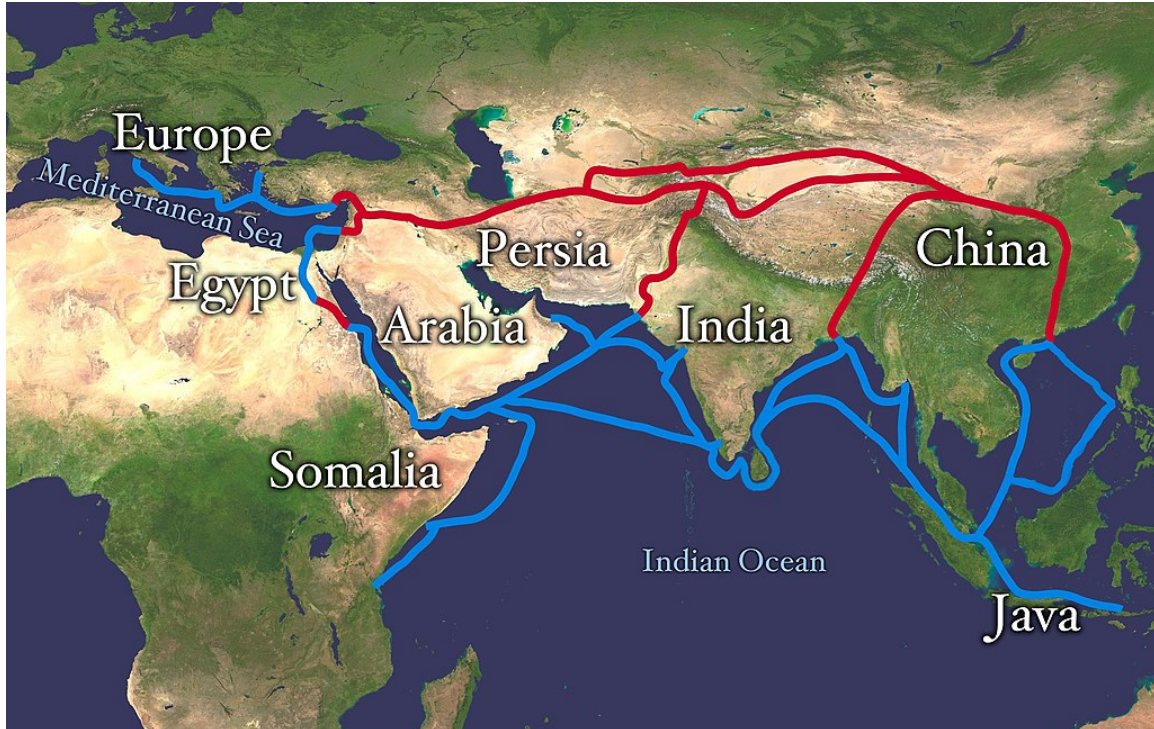 Europe
Mediterranean Sea
Egypt
Persia
Arabia
India
China
Somalia
Indian Ocean
Java